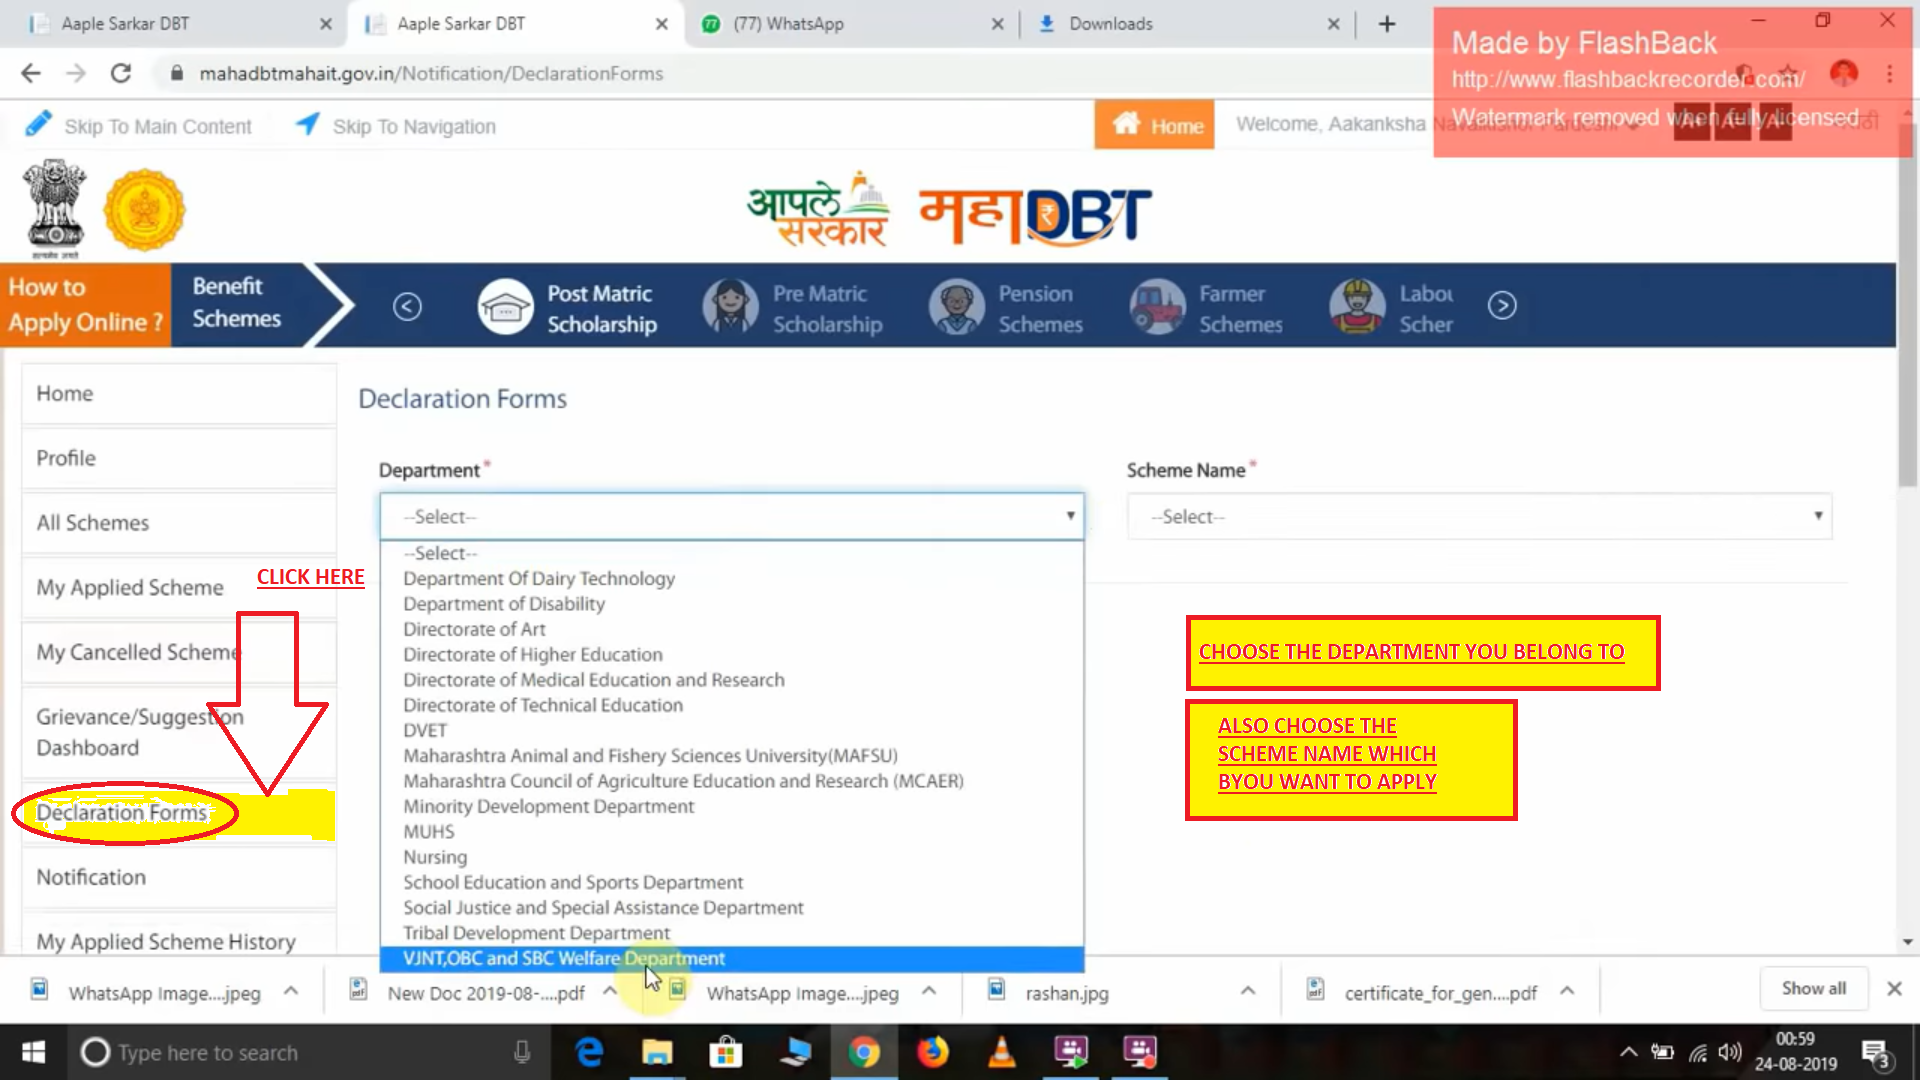 Aaple Sarkar DBT
Aaple Sarkar DBT
77
(77) WhatsApp
Downloads
Made by FlashBack
http://www.flashbackrecorder.com/
Watermark removed when fully licensed
mahadbtmahait.gov.in/Notification/DeclarationForms
Skip To Main Content
Skip To Navigation
Home
Welcome, Aakanksha
आपले
सरकार
महाDBT
How to
Apply Online ?
Benefit
Schemes
Post Matric
Scholarship
Pre Matric
Scholarship
Pension
Schemes
Farmer
Schemes
Labou
Scher
Home
Profile
All Schemes
My Applied Scheme
CLICK HERE
My Cancelled Scheme
Grievance/Suggestion
Dashboard
Declaration Forms
Notification
My Applied Scheme History
Declaration Forms
Department *
--Select--
Scheme Name *
--Select--
--Select--
Department Of Dairy Technology
Department of Disability
Directorate of Art
Directorate of Higher Education
Directorate of Medical Education and Research
Directorate of Technical Education
DVET
Maharashtra Animal and Fishery Sciences University(MAFSU)
Maharashtra Council of Agriculture Education and Research (MCAER)
Minority Development Department
MUHS
Nursing
School Education and Sports Department
Social Justice and Special Assistance Department
Tribal Development Department
VJNT,OBC and SBC Welfare Department
CHOOSE THE DEPARTMENT YOU BELONG TO
ALSO CHOOSE THE
SCHEME NAME WHICH
BYOU WANT TO APPLY
WhatsApp Image....jpeg
New Doc 2019-08-....pdf
WhatsApp Image....jpeg
rashan.jpg
certificate_for_gen....pdf
Show all
Type here to search
00:59
24-08-2019
3